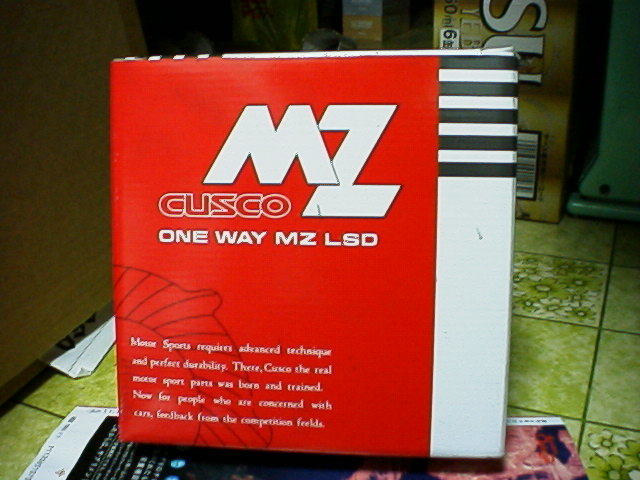 MZ
CUSCO
ONE WAY MZ LSD
Motor Sports requires advanced technique
and perfect durability. There, Cusco the real
motor sport parts was born and trained.
Now for people who are concerned with
cars, feedback from the competition feelds.